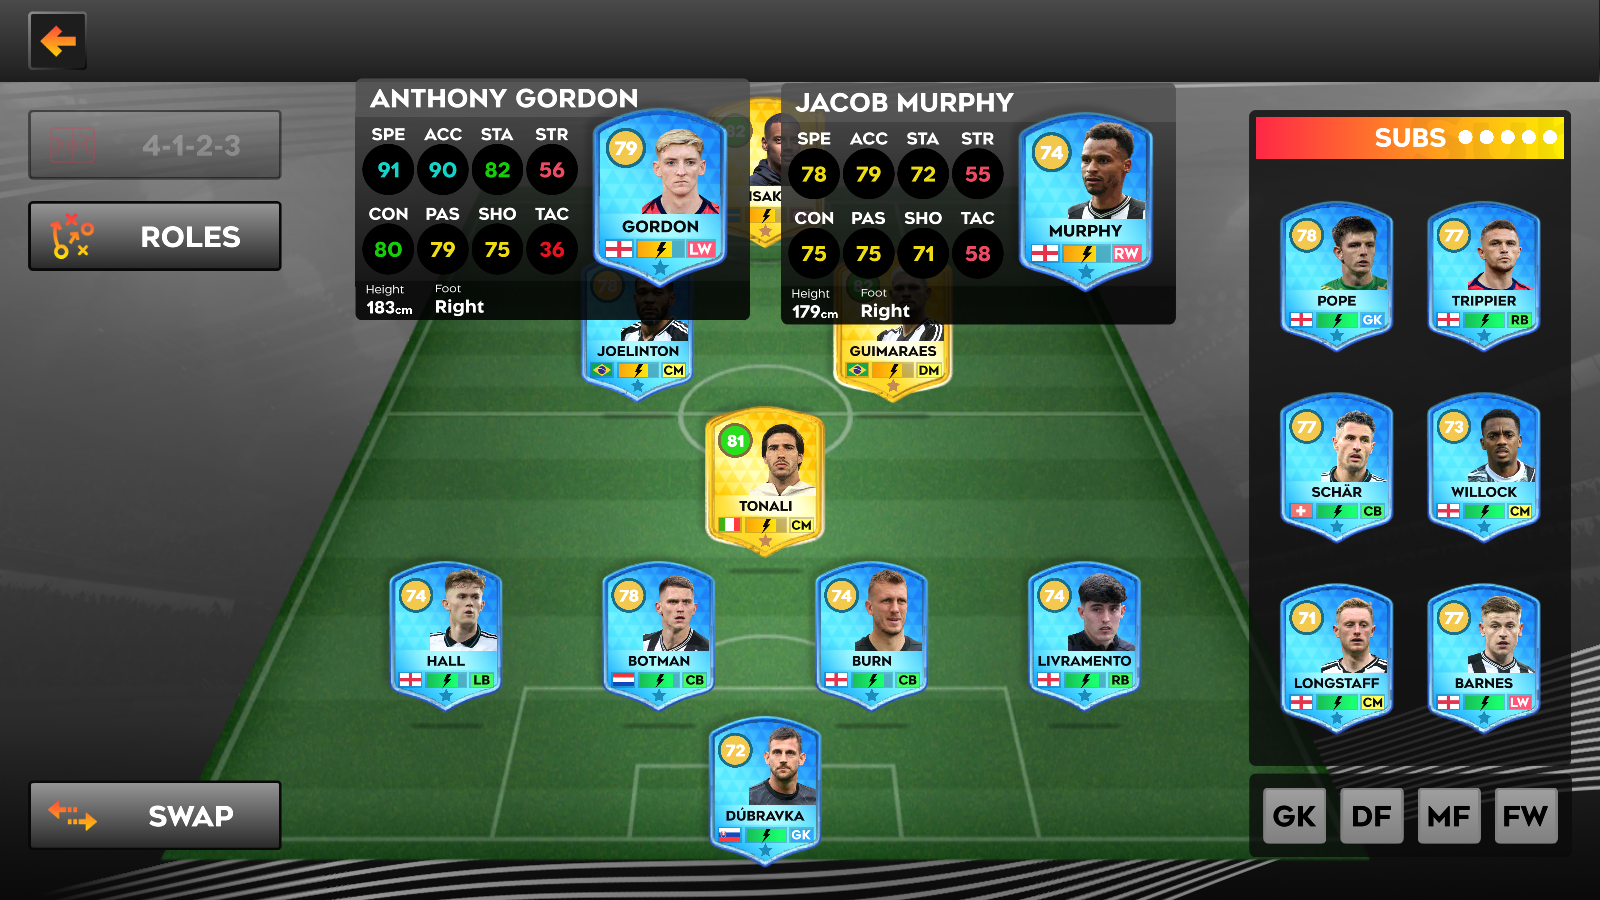 4-1-2-3
ROLES
ANTHONY GORDON
SPE ACC STA STR
91 90 82 56
CON PAS SHO TAC
80 79 75 36
Height Foot
183cm Right
79
GORDON
LW
82
ISAK
JACOB MURPHY
SPE ACC STA STR
78 79 72 55
CON PAS SHO TAC
75 75 71 58
Height Foot
179cm Right
74
MURPHY
RW
78
JOELINTON
CM
82
GUIMARAES
DM
81
TONALI
CM
74
HALL
LB
78
BOTMAN
CB
74
BURN
CB
74
LIVRAMENTO
RB
72
DÚBRAVKA
GK
SUBS
78
POPE
GK
77
TRIPPIER
RB
77
SCHÄR
CB
73
WILLOCK
CM
71
LONGSTAFF
CM
77
BARNES
LW
SWAP
GK DF MF FW